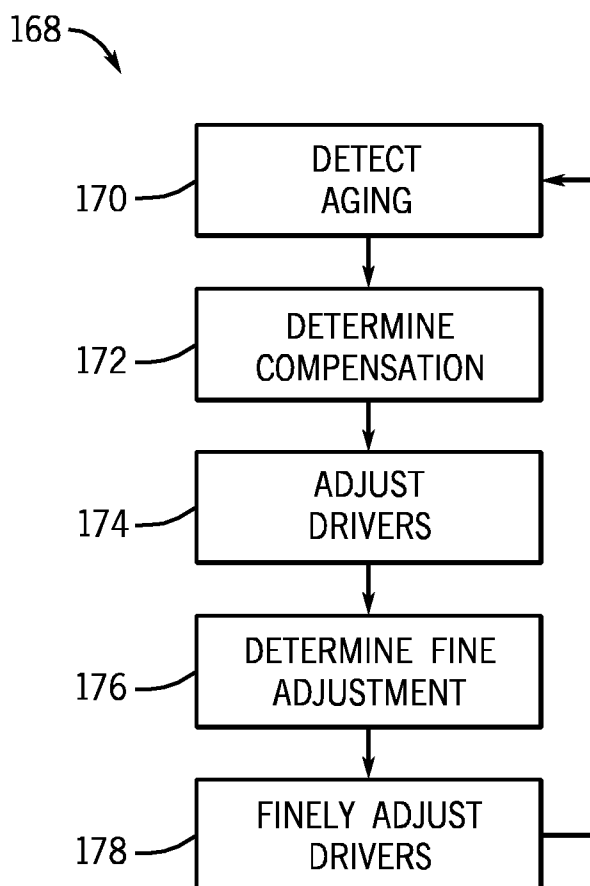 168
DETECT
AGING
170
DETERMINE
COMPENSATION
172
ADJUST
DRIVERS
174
DETERMINE FINE
ADJUSTMENT
176
FINELY ADJUST
DRIVERS
178